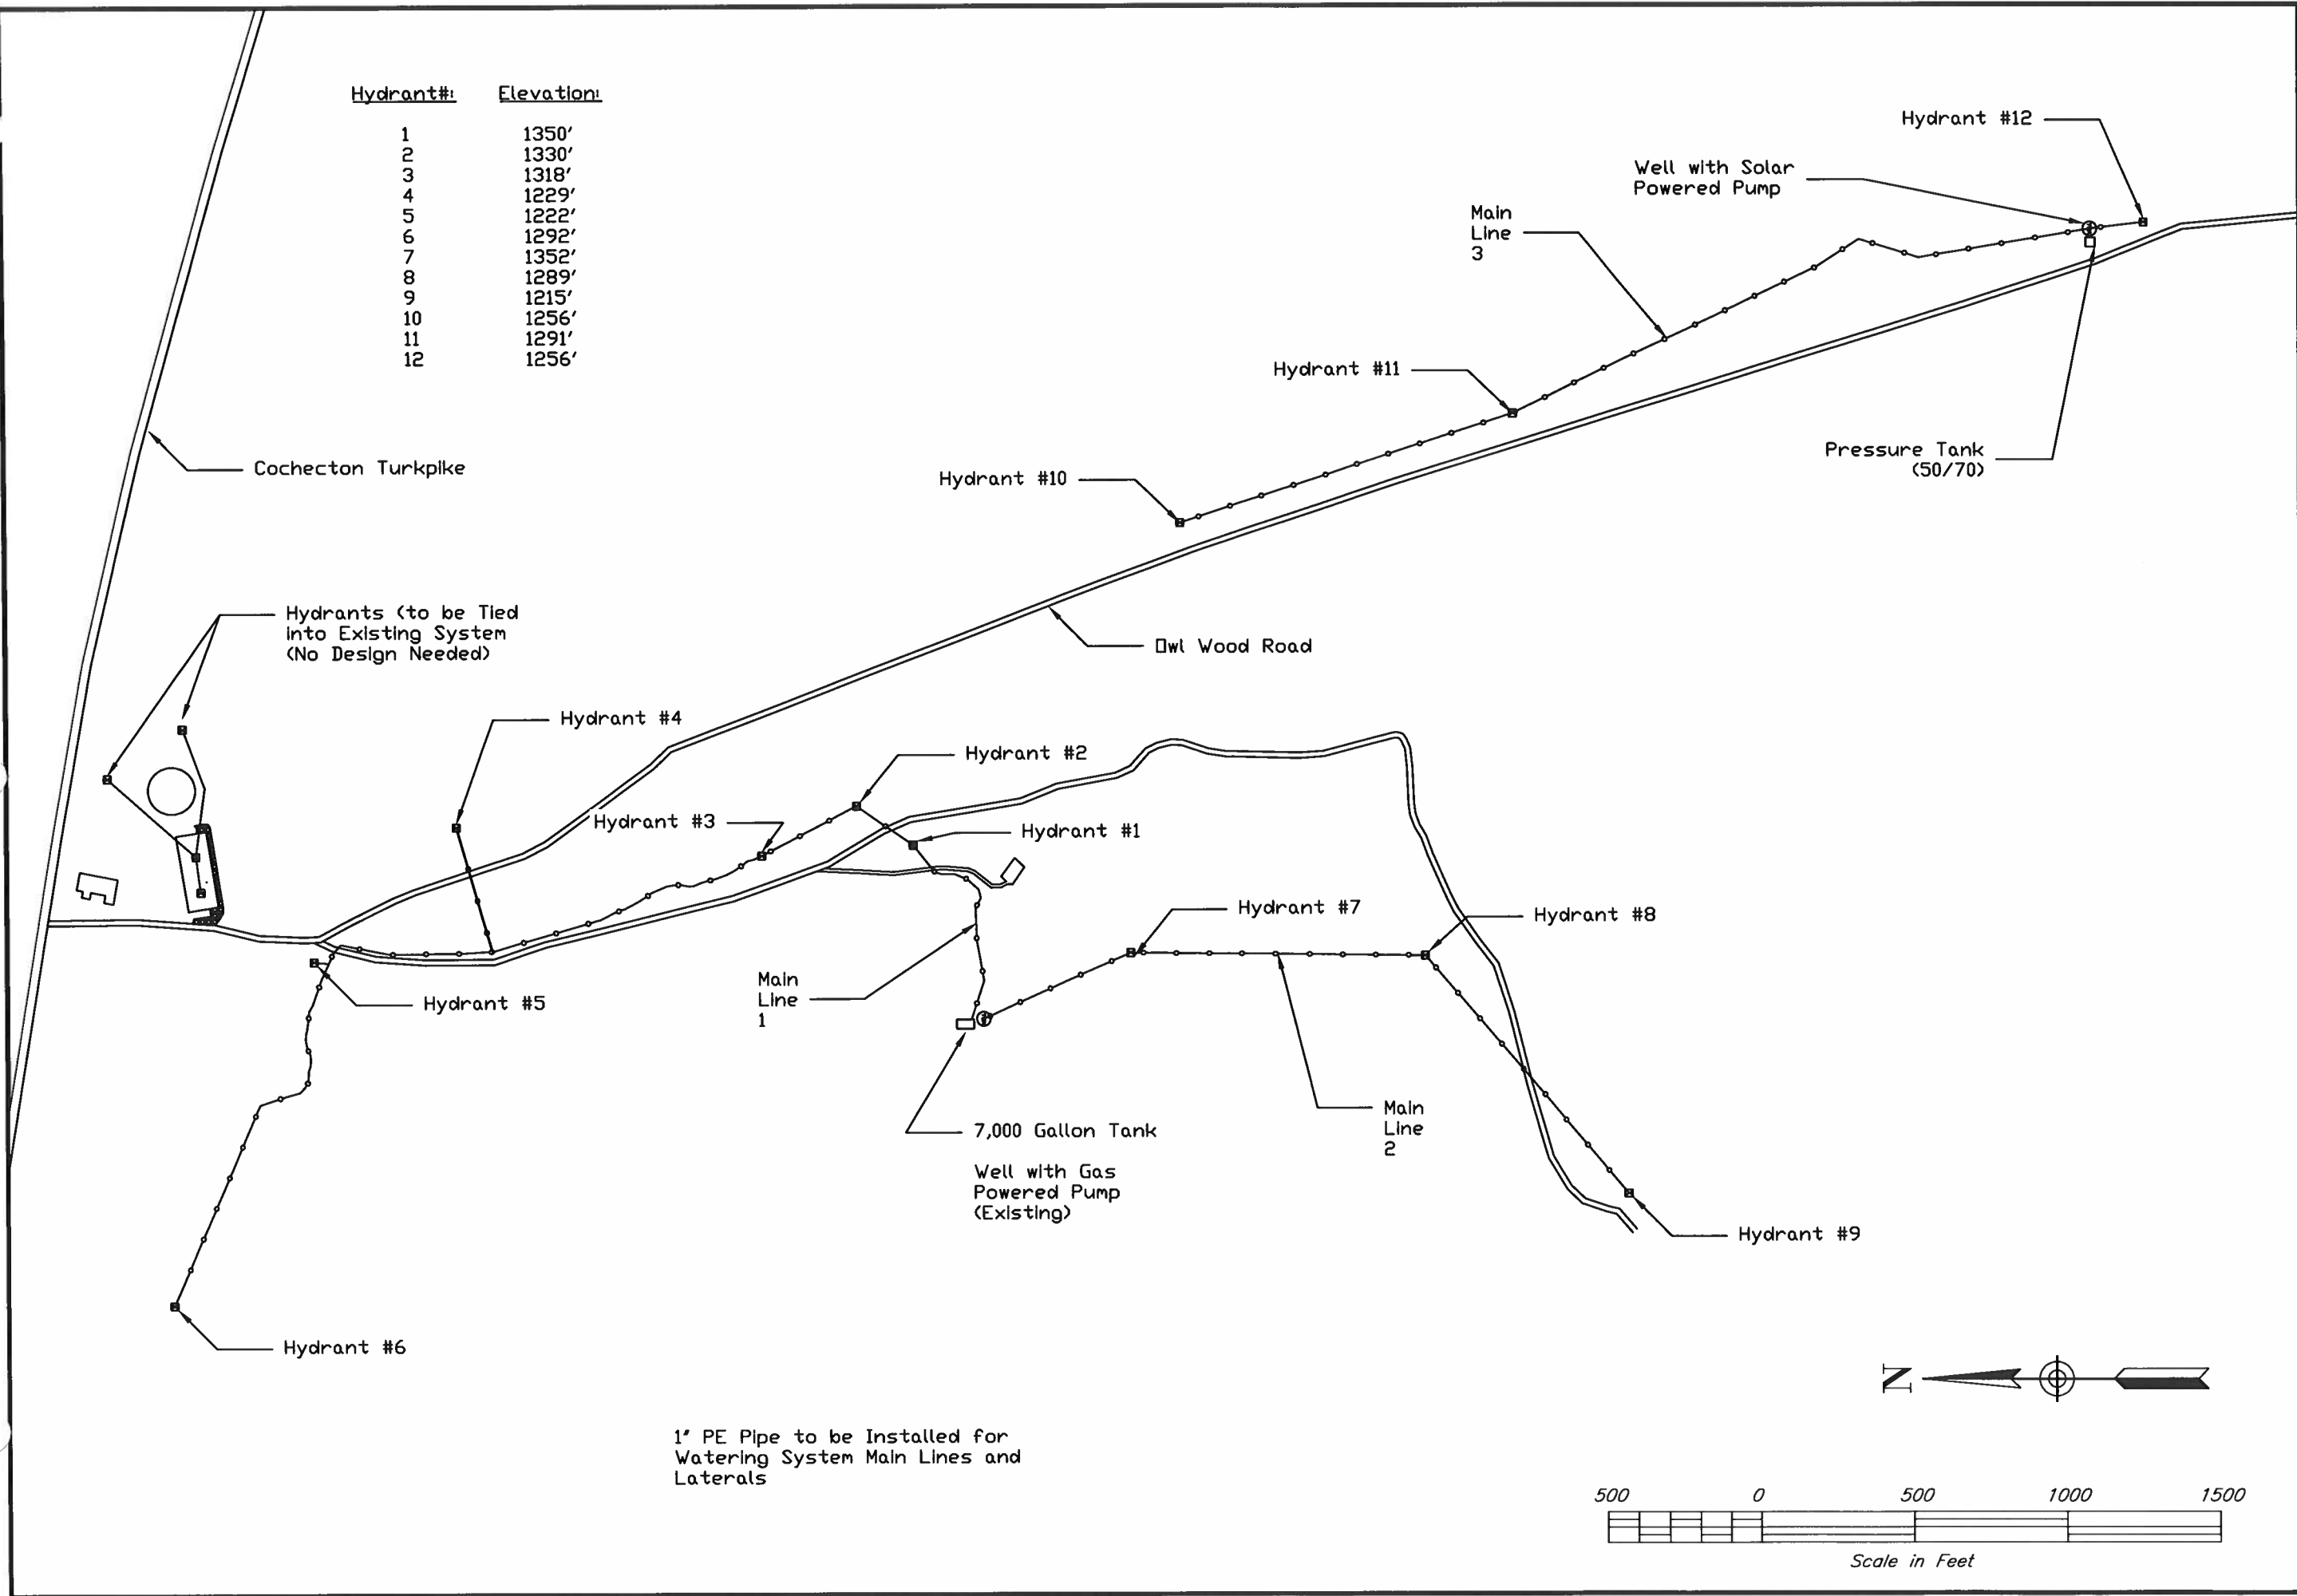 Hydrant#: Elevation:
1 1350'
2 1330'
3 1318'
4 1229'
5 1222'
6 1292'
7 1352'
8 1289'
9 1215'
10 1256'
11 1291'
12 1256'
Hydrant #12
Well with Solar
Powered Pump
Main
Line
3
Hydrant #11
Pressure Tank
(50/70)
Hydrant #10
Cochecton Turkpike
Owl Wood Road
Hydrants (to be Tied
into Existing System
(No Design Needed)
Hydrant #4
Hydrant #2
Hydrant #3
Hydrant #1
Hydrant #7
Hydrant #8
Hydrant #5
Main
Line
1
Main
Line
2
7,000 Gallon Tank
Well with Gas
Powered Pump
(Existing)
Hydrant #9
Hydrant #6
N
1" PE Pipe to be Installed for
Watering System Main Lines and
Laterals
500 0 500 1000 1500
Scale in Feet